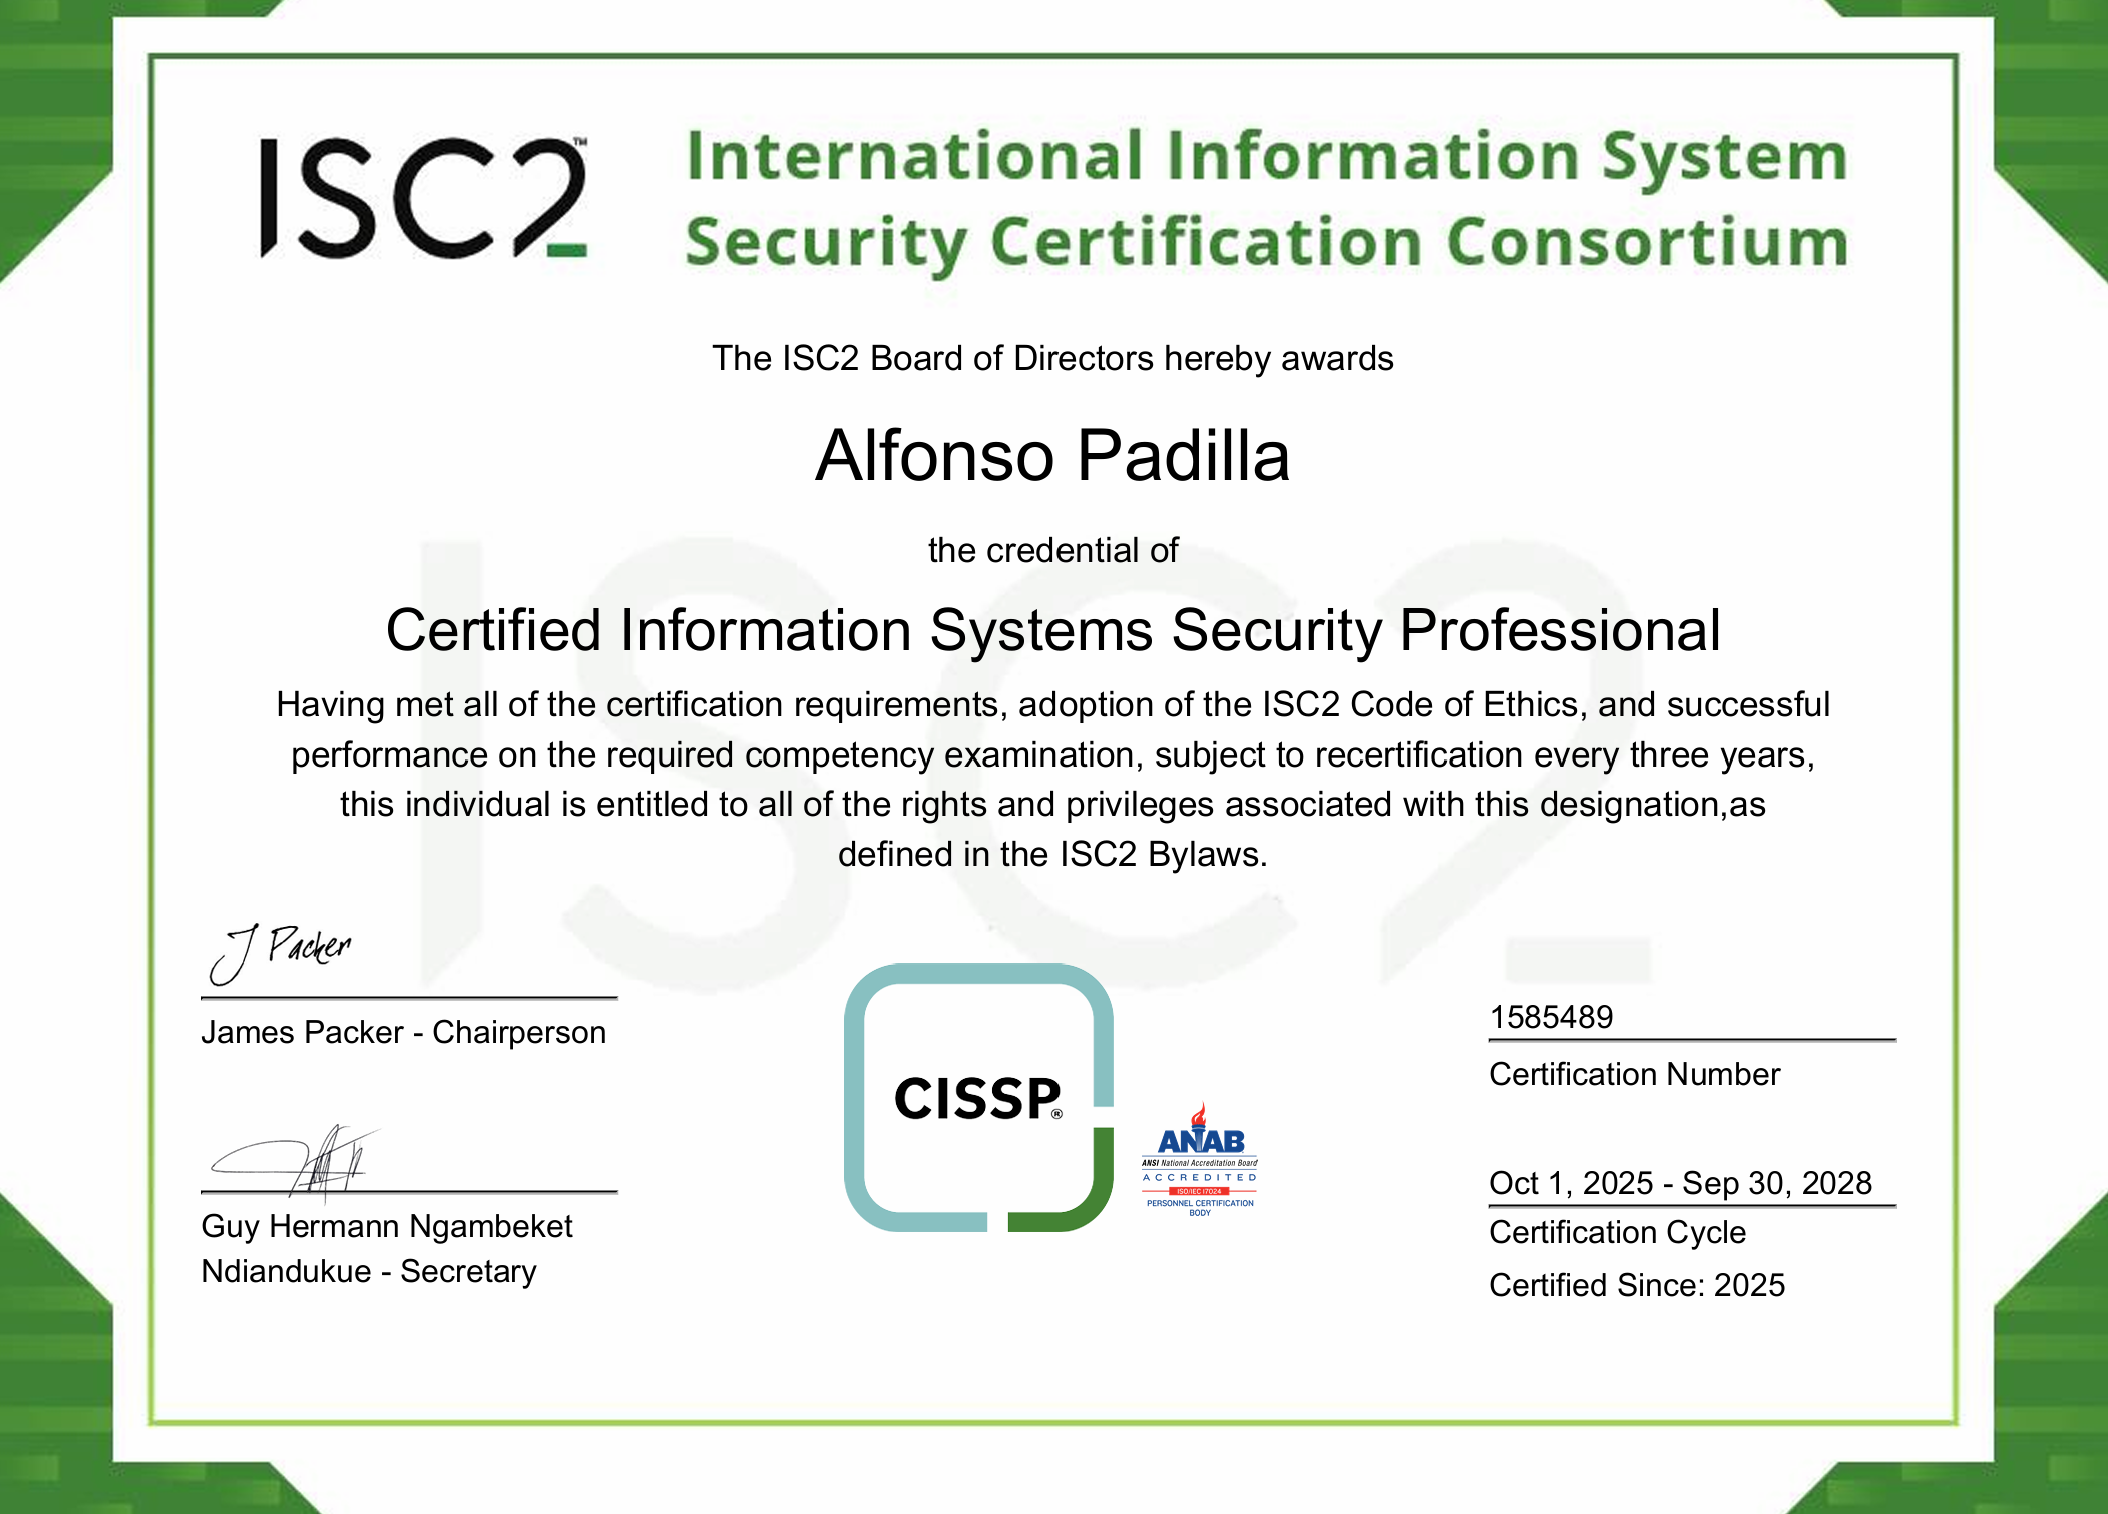 ISC2™
International Information System
Security Certification Consortium
The ISC2 Board of Directors hereby awards
Alfonso Padilla
the credential of
Certified Information Systems Security Professional
Having met all of the certification requirements, adoption of the ISC2 Code of Ethics, and successful
performance on the required competency examination, subject to recertification every three years,
this individual is entitled to all of the rights and privileges associated with this designation,as
defined in the ISC2 Bylaws.
J Packer
James Packer - Chairperson
Guy Hermann Ngambeket
Ndiandukue - Secretary
CISSP®
ANAB
ANSI National Accreditation Board
ACCREDITED
ISO/IEC 17024
PERSONNEL CERTIFICATION
BODY
1585489
Certification Number
Oct 1, 2025 - Sep 30, 2028
Certification Cycle
Certified Since: 2025